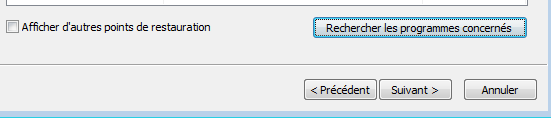 Afficher d'autres points de restauration
Rechercher les programmes concernés
< Précédent
Suivant >
Annuler